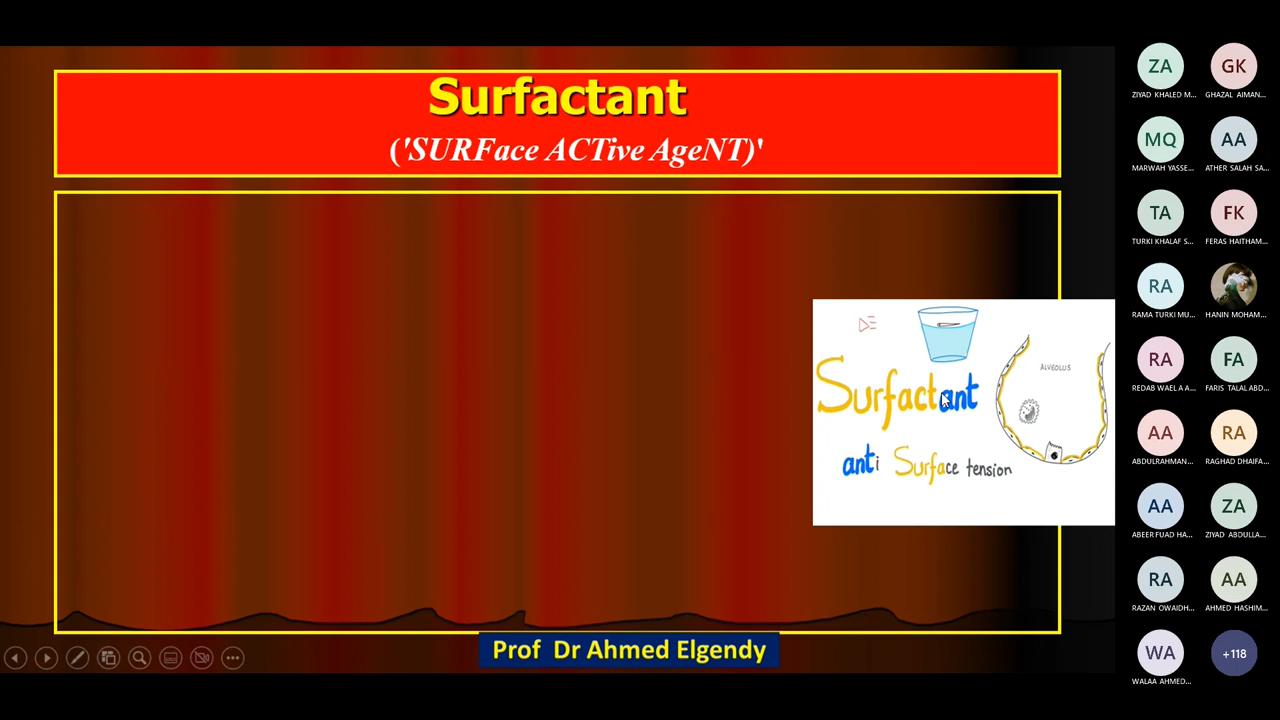 Surfactant
('SURFace ACTive AgeNT)'
Surfactant
ALVEOLUS
anti Surface tension
Prof Dr Ahmed Elgendy
ZA
GK
ZIYAD KHALED M...
GHAZAL AIMAN...
MQ
AA
MARWAH YASSE...
ATHER SALAH SA...
TA
FK
TURKI KHALAF S...
FERAS HAITHAM...
RA
RAMA TURKI MU...
HANIN MOHAM...
RA
FA
REDAB WAEL A A...
FARIS TALAL ABD...
AA
RA
ABDULRAHMAN...
RAGHAD DHAIFA...
AA
ZA
ABEER FUAD HA...
ZIYAD ABDULLA...
RA
AA
RAZAN OWAIDH...
AHMED HASHIM...
WA
+118
WALAA AHMED...